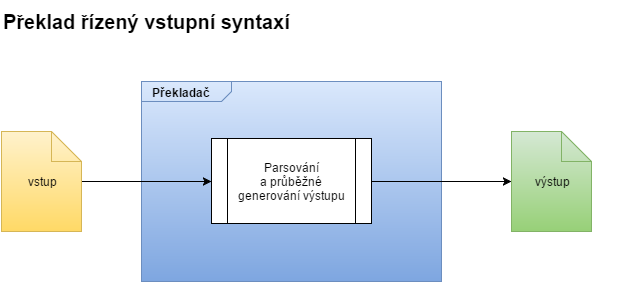 Překlad řízený vstupní syntaxí
Překladač
vstup
Parsování
a průběžné
generování výstupu
výstup